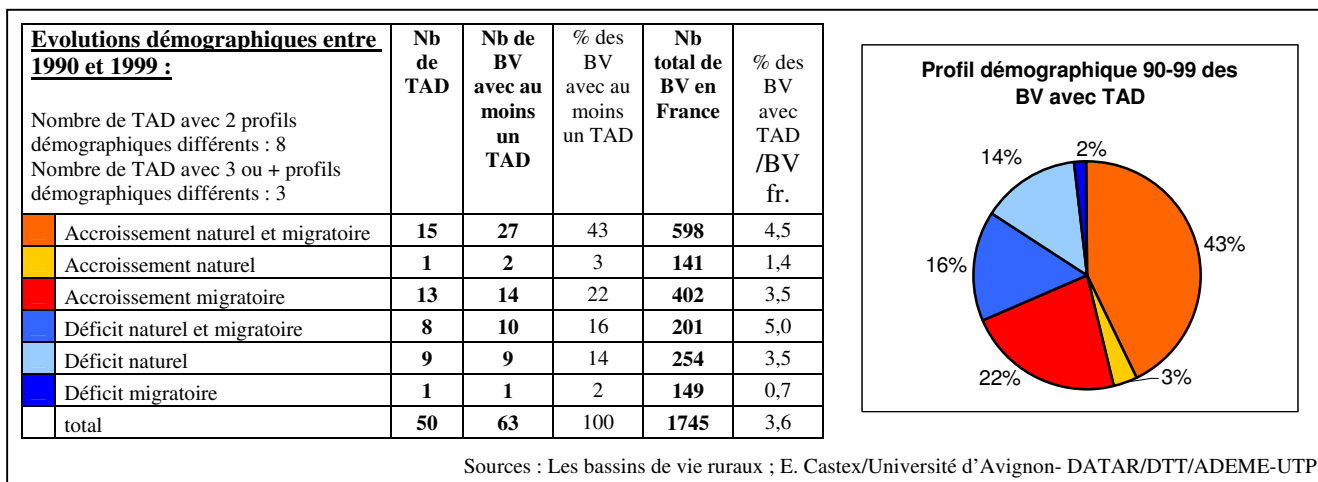 Evolutions démographiques entre
1990 et 1999 :
Nombre de TAD avec 2 profils
démographiques différents : 8
Nombre de TAD avec 3 ou + profils
démographiques différents : 3
Nb
de
TAD
Nb de
BV
avec au
moins
un
TAD
% des
BV
avec au
moins
un TAD
Nb
total de
BV en
France
% des
BV
avec
TAD
/BV
fr.
Accroissement naturel et migratoire 15 27 43 598 4,5
Accroissement naturel 1 2 3 141 1,4
Accroissement migratoire 13 14 22 402 3,5
Déficit naturel et migratoire 8 10 16 201 5,0
Déficit naturel 9 9 14 254 3,5
Déficit migratoire 1 1 2 149 0,7
total 50 63 100 1745 3,6
Profil démographique 90-99 des
BV avec TAD
2%
14%
43%
16%
22%
3%
Sources : Les bassins de vie ruraux ; E. Castex/Université d'Avignon- DATAR/DTT/ADEME-UTP